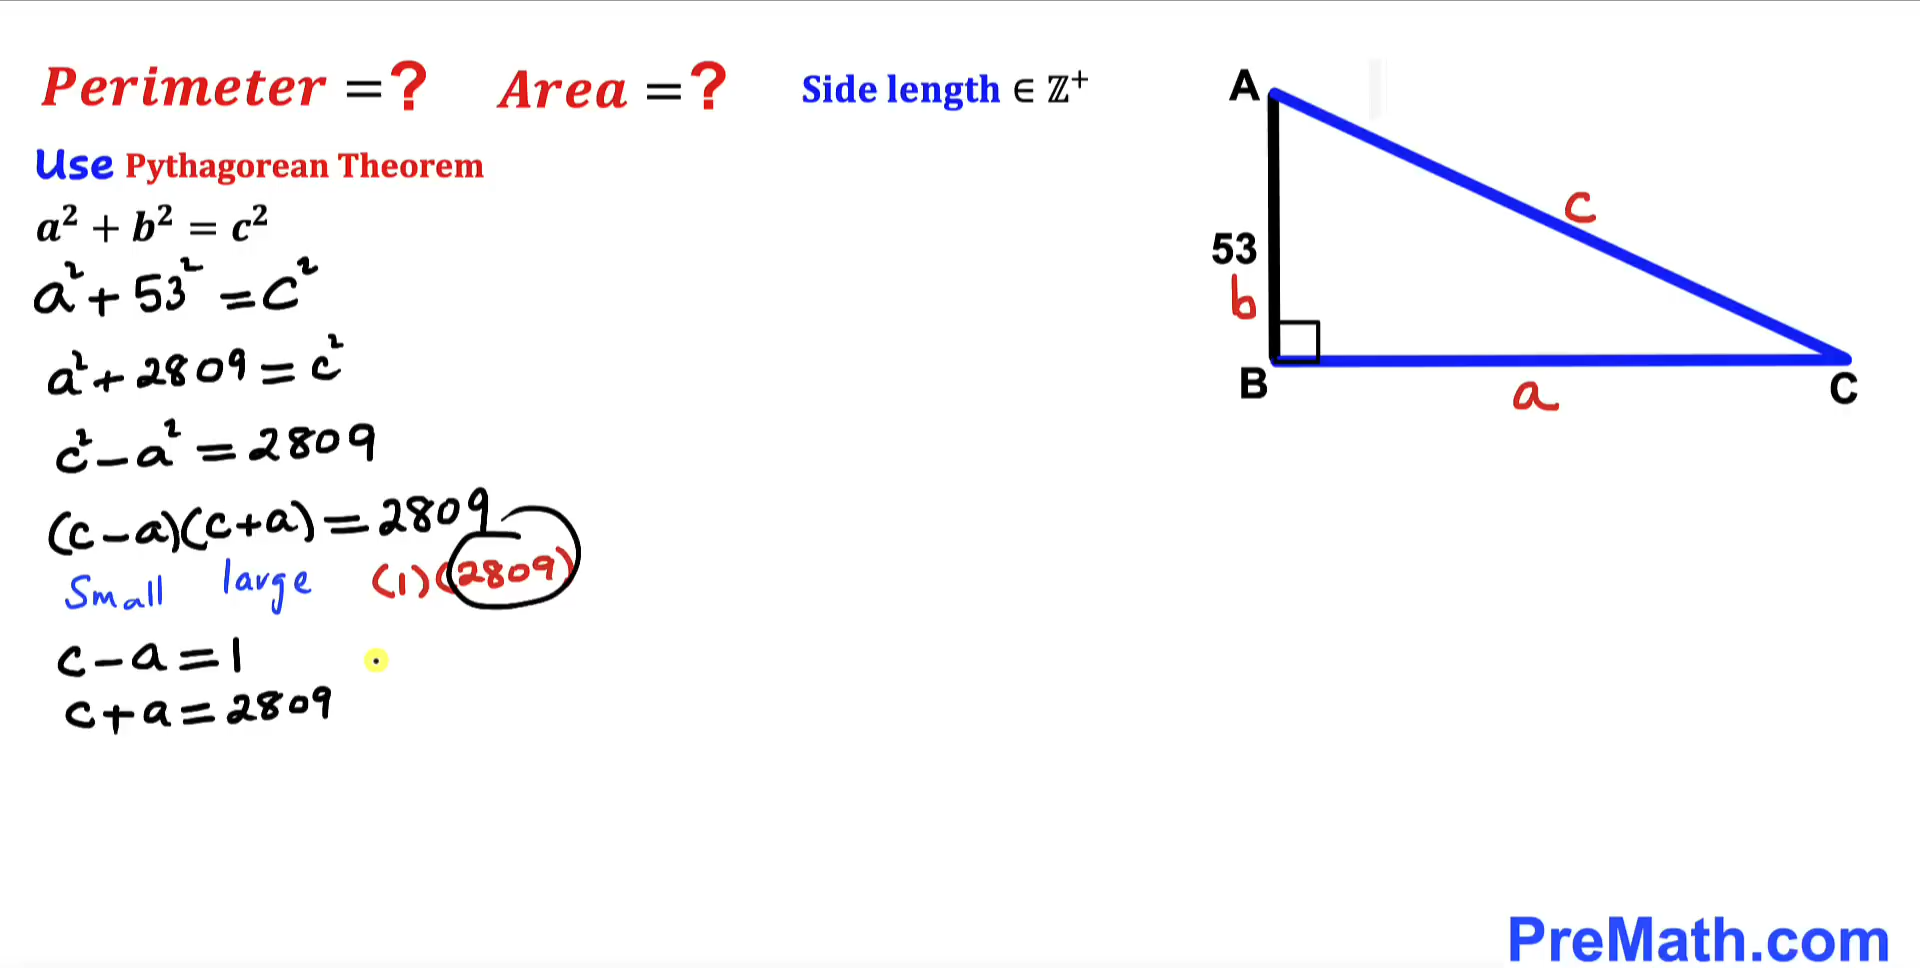 Perimeter =? Area =? Side length ∈ ℤ⁺
Use Pythagorean Theorem
a² + b² = c²
a² + 53² = c²
a² + 2809 = c²
c² − a² = 2809
(c−a)(c+a) = 2809
Small large (1)(2809)
c − a = 1
c + a = 2809
A
c
53
b
B
a
C
PreMath.com